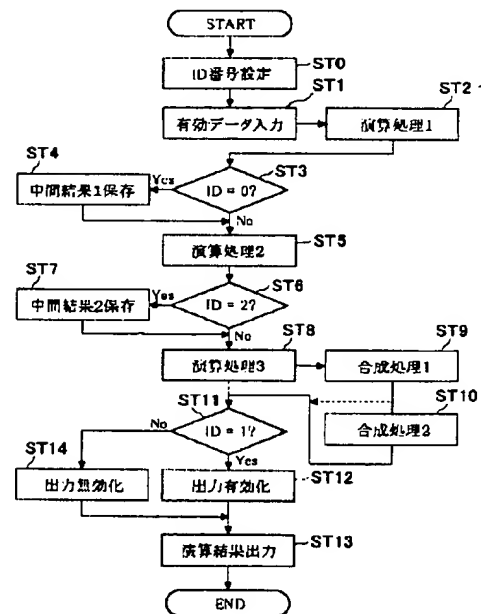 START
ID番号設定
ST0
ST1
有効データ入力
ST2
演算処理1
ST4
中間結果1保存
Yes
ID = 0?
ST3
No
演算処理2
ST5
ST7
中間結果2保存
Yes
ID = 2?
ST6
No
ST8
演算処理3
ST9
合成処理1
ST10
合成処理2
ST11
ID = 1?
No
Yes
ST14
出力無効化
出力有効化
ST12
演算結果出力
ST13
END